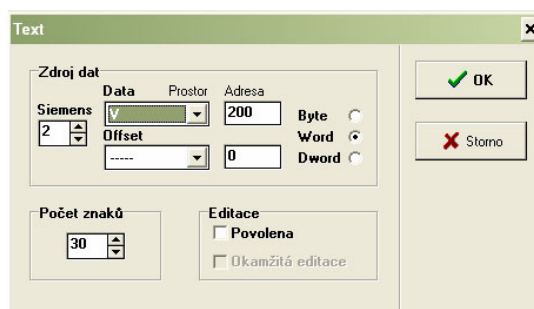 Text
Zdroj dat
Data Prostor Adresa
Siemens V 200 Byte
2 Offset Word
----- 0 Dword
Počet znaků
30
Editace
Povolena
Okamžitá editace
OK
Storno